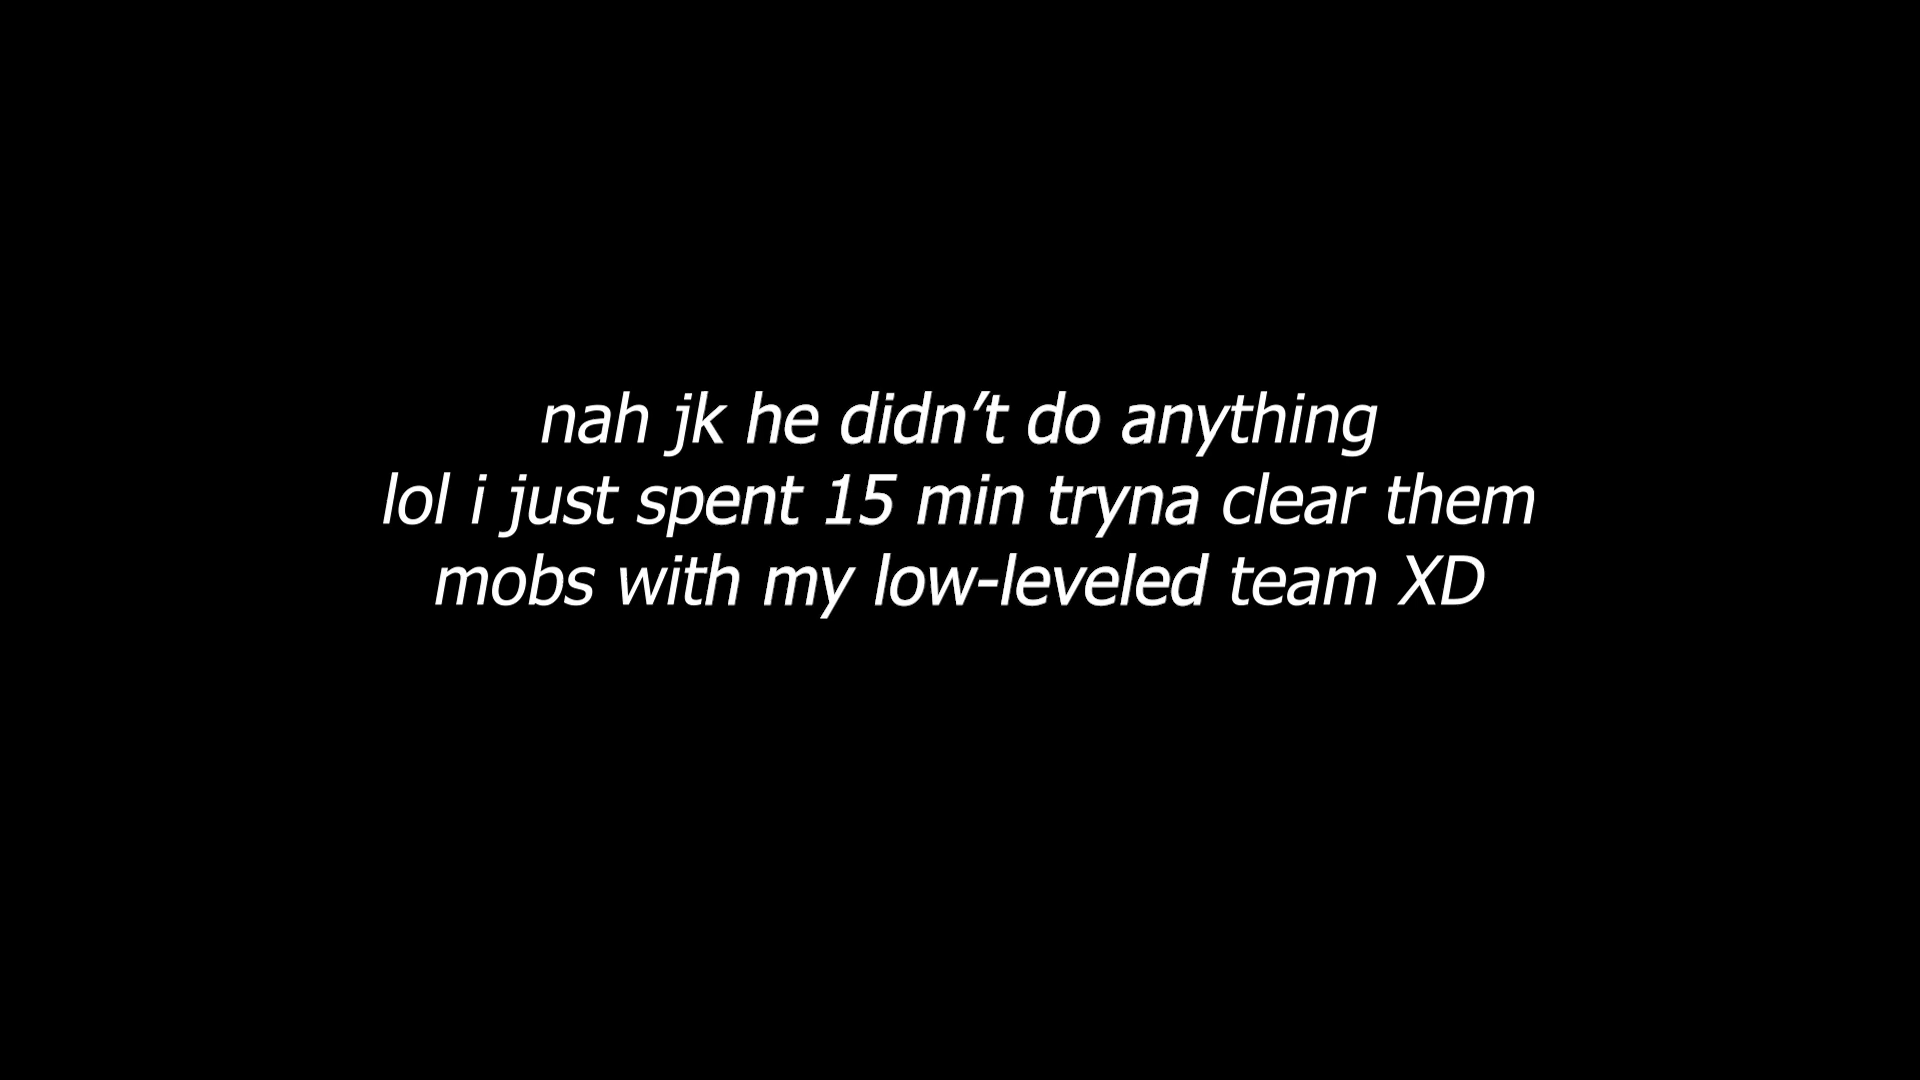 nah jk he didn’t do anything
lol i just spent 15 min tryna clear them
mobs with my low-leveled team XD